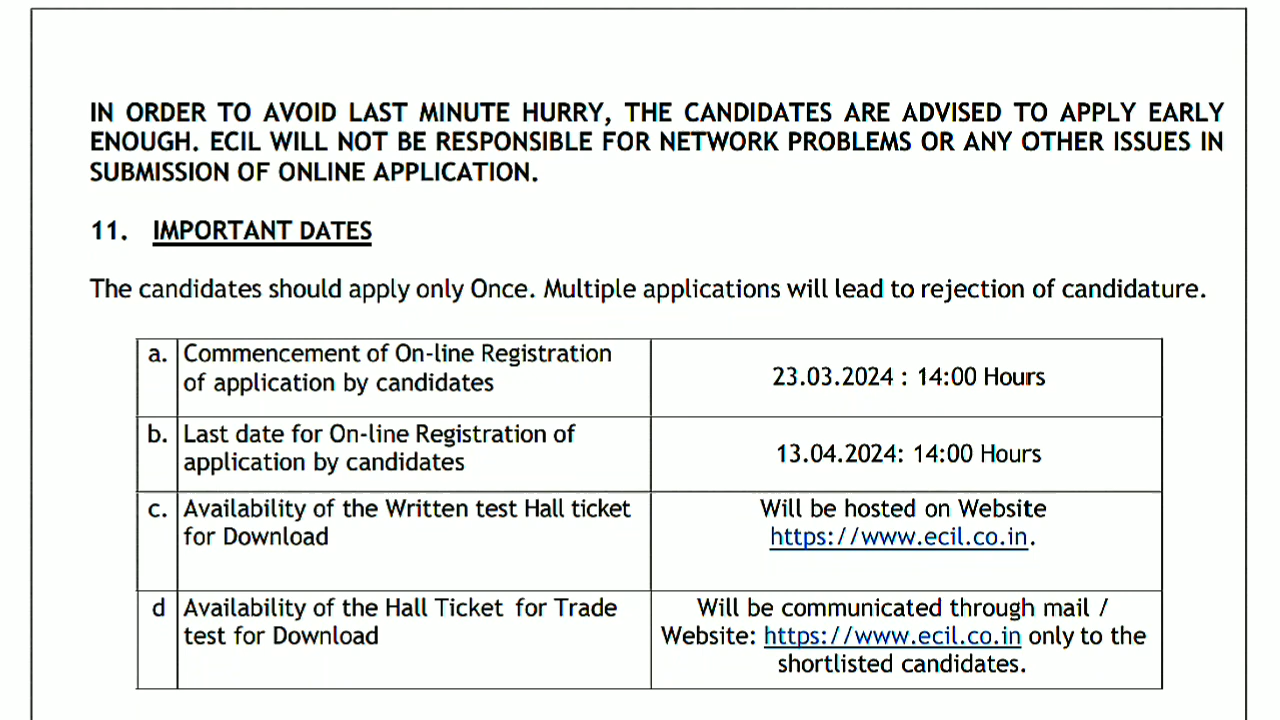 IN ORDER TO AVOID LAST MINUTE HURRY, THE CANDIDATES ARE ADVISED TO APPLY EARLY
ENOUGH. ECIL WILL NOT BE RESPONSIBLE FOR NETWORK PROBLEMS OR ANY OTHER ISSUES IN
SUBMISSION OF ONLINE APPLICATION.
11. IMPORTANT DATES
The candidates should apply only Once. Multiple applications will lead to rejection of candidature.
a. Commencement of On-line Registration
of application by candidates
23.03.2024 : 14:00 Hours
b. Last date for On-line Registration of
application by candidates
13.04.2024: 14:00 Hours
c. Availability of the Written test Hall ticket
for Download
Will be hosted on Website
https://www.ecil.co.in.
d Availability of the Hall Ticket for Trade
test for Download
Will be communicated through mail /
Website: https://www.ecil.co.in only to the
shortlisted candidates.